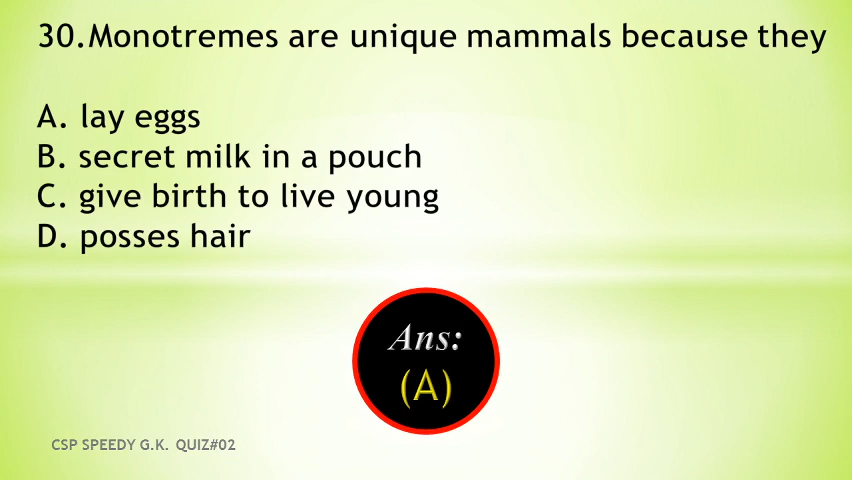 30.Monotremes are unique mammals because they
A. lay eggs
B. secret milk in a pouch
C. give birth to live young
D. posses hair
Ans:
(A)
CSP SPEEDY G.K. QUIZ#02